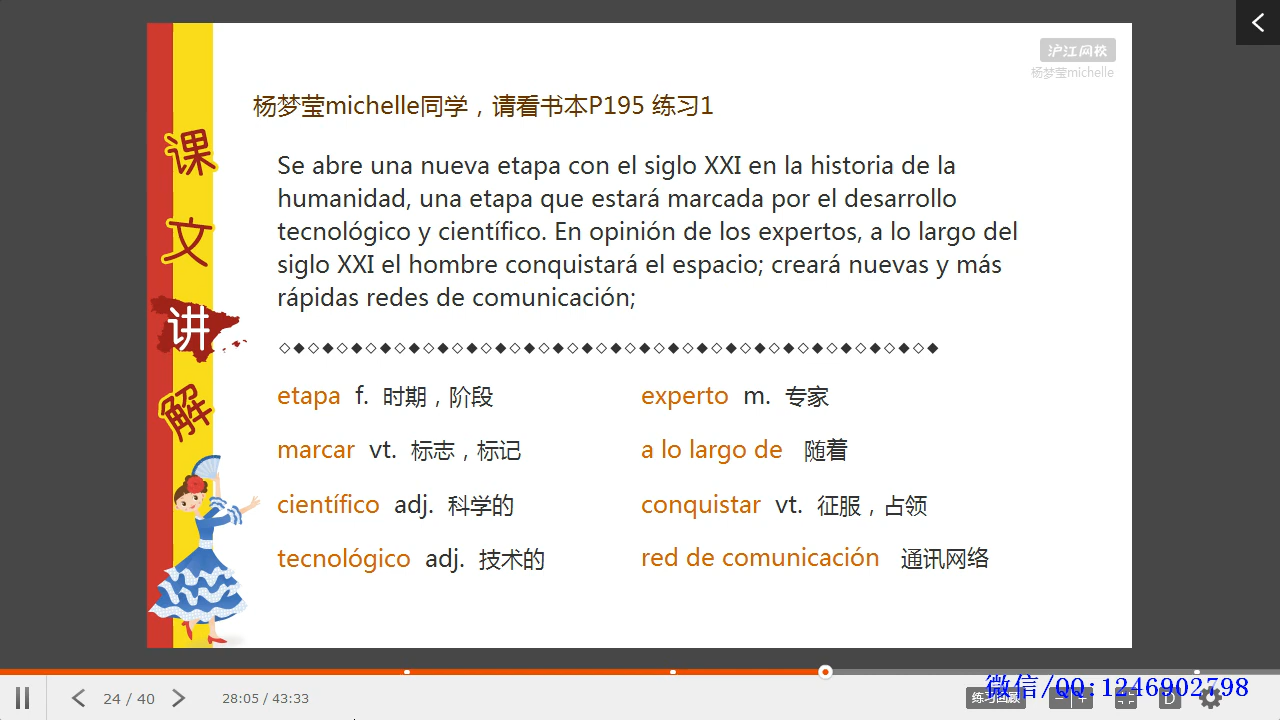 沪江网校
杨梦莹michelle
杨梦莹michelle同学，请看书本P195 练习1
课文讲解
Se abre una nueva etapa con el siglo XXI en la historia de la
humanidad, una etapa que estará marcada por el desarrollo
tecnológico y científico. En opinión de los expertos, a lo largo del
siglo XXI el hombre conquistará el espacio; creará nuevas y más
rápidas redes de comunicación;
etapa f. 时期，阶段
experto m. 专家
marcar vt. 标志，标记
a lo largo de 随着
científico adj. 科学的
conquistar vt. 征服，占领
tecnológico adj. 技术的
red de comunicación 通讯网络
24 / 40
28:05 / 43:33
练习回顾
D
微信/QQ:1246902798